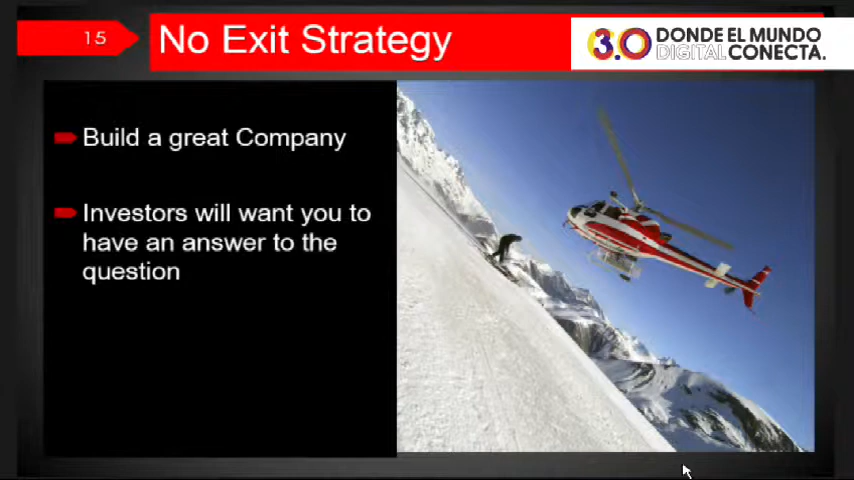 15
No Exit Strategy
3.O DONDE EL MUNDO
DIGITAL CONECTA.
Build a great Company
Investors will want you to
have an answer to the
question